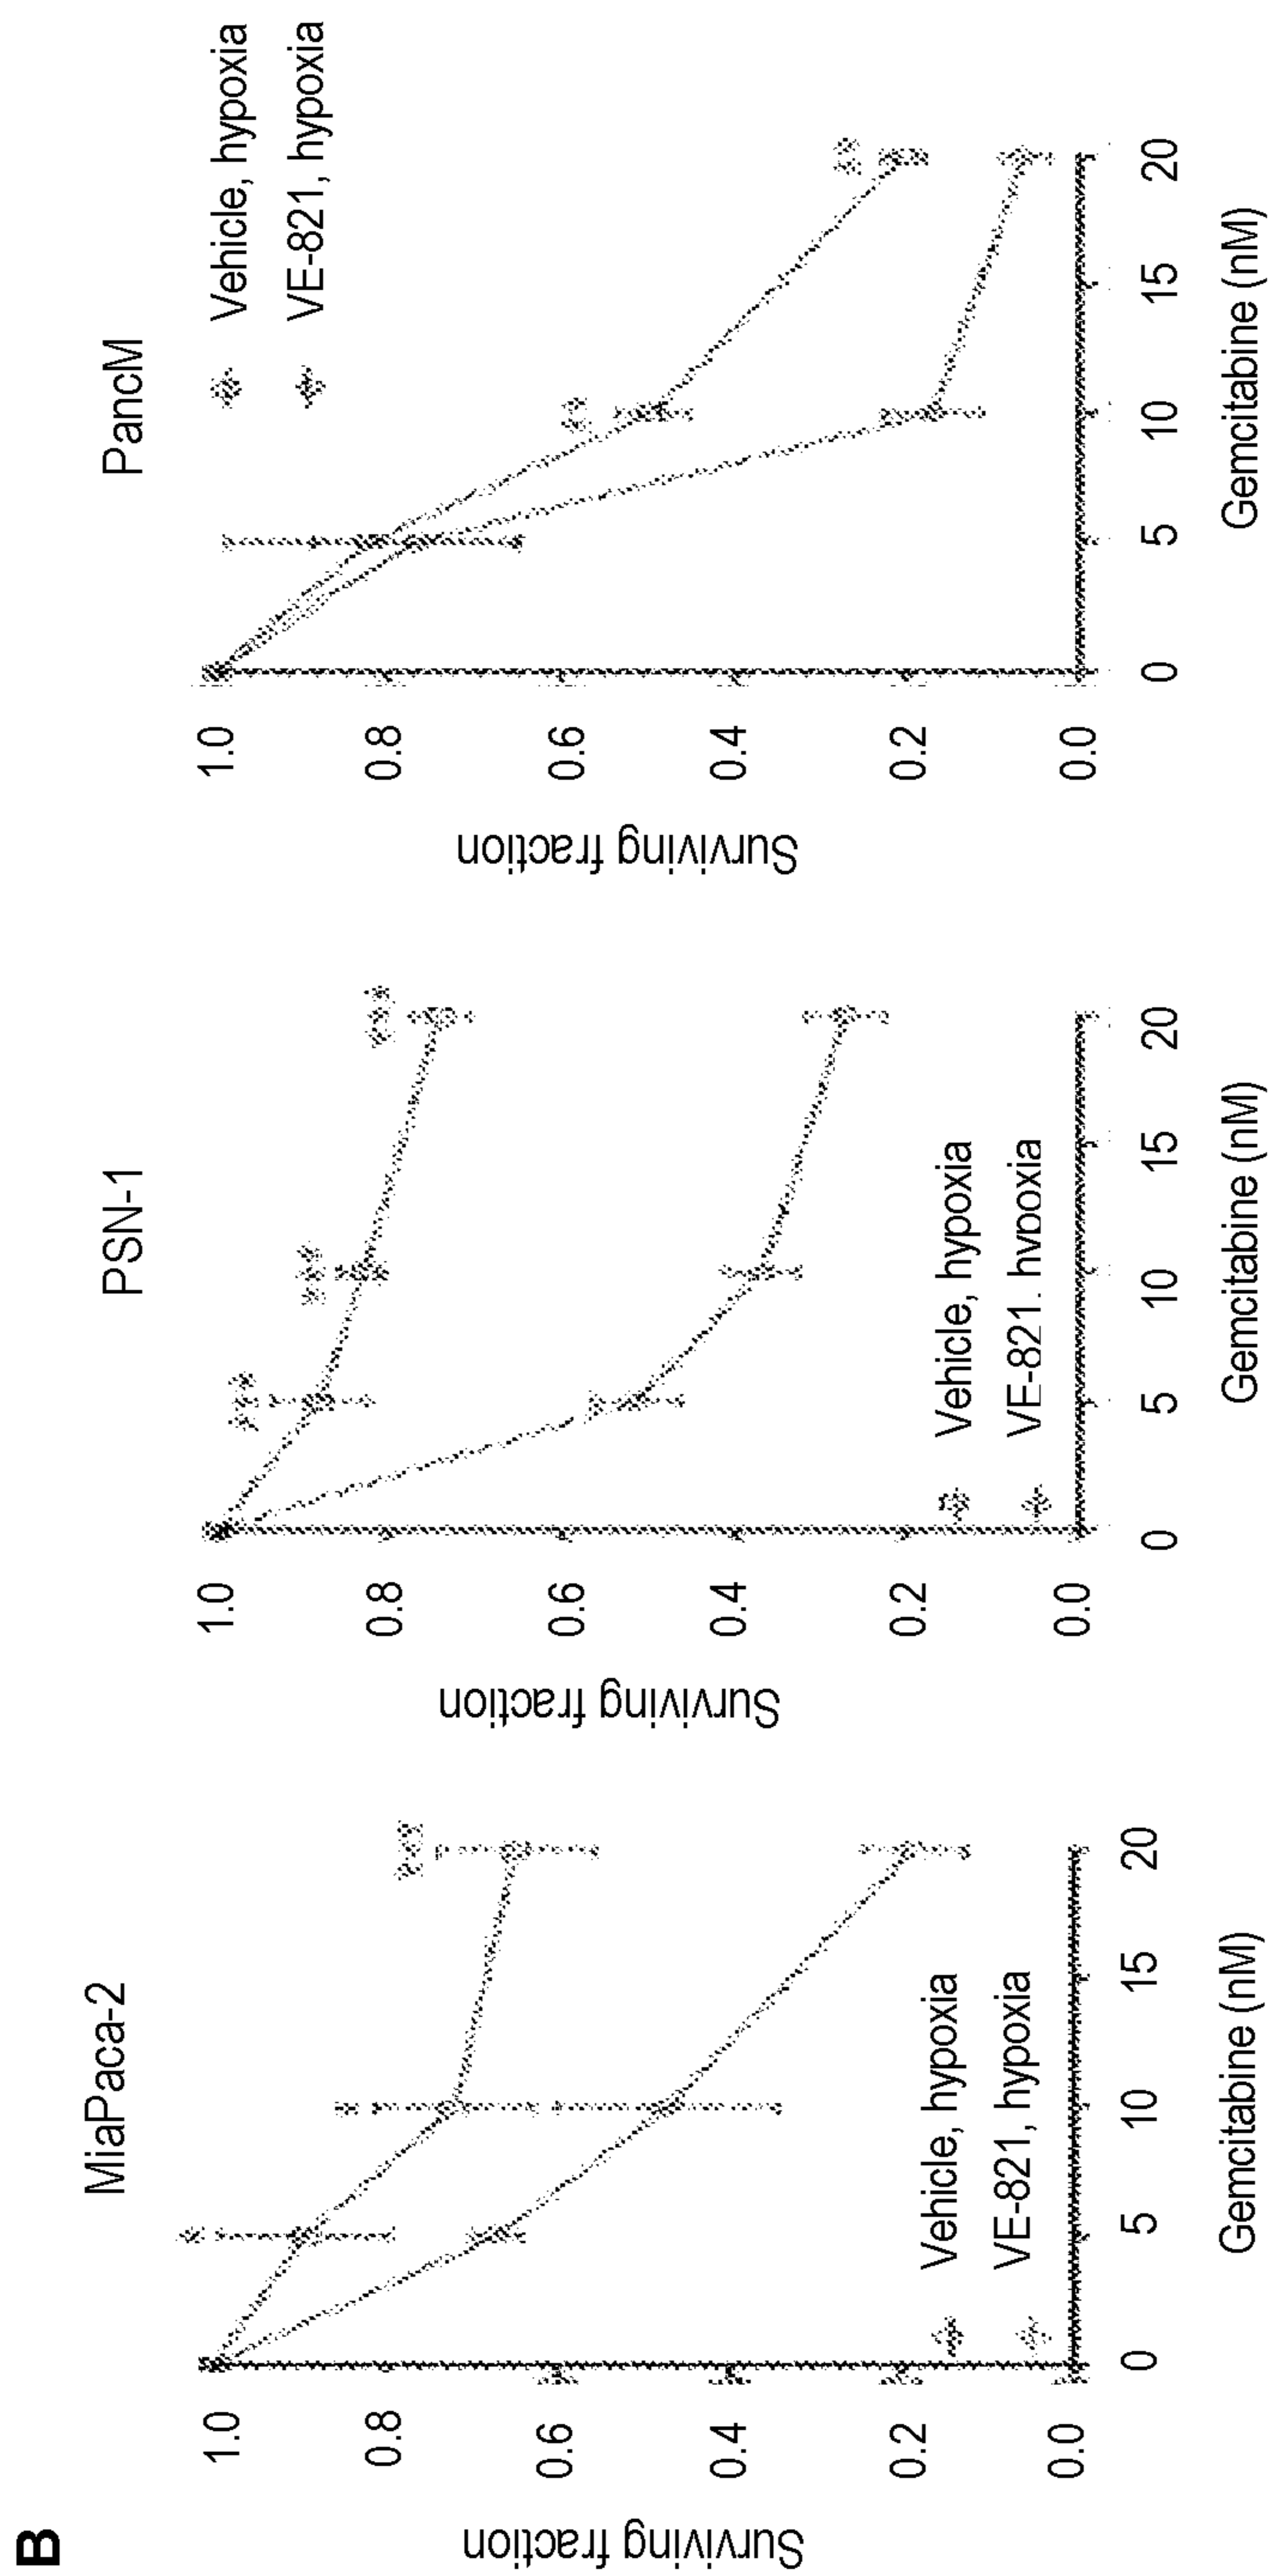 B
MiaPaca-2
Surviving fraction
1.0
0.8
0.6
0.4
0.2
0.0
Vehicle, hypoxia
VE-821, hypoxia
0 5 10 15 20
Gemcitabine (nM)
PSN-1
Surviving fraction
1.0
0.8
0.6
0.4
0.2
0.0
Vehicle, hypoxia
VE-821, hypoxia
0 5 10 15 20
Gemcitabine (nM)
PancM
Surviving fraction
1.0
0.8
0.6
0.4
0.2
0.0
Vehicle, hypoxia
VE-821, hypoxia
0 5 10 15 20
Gemcitabine (nM)